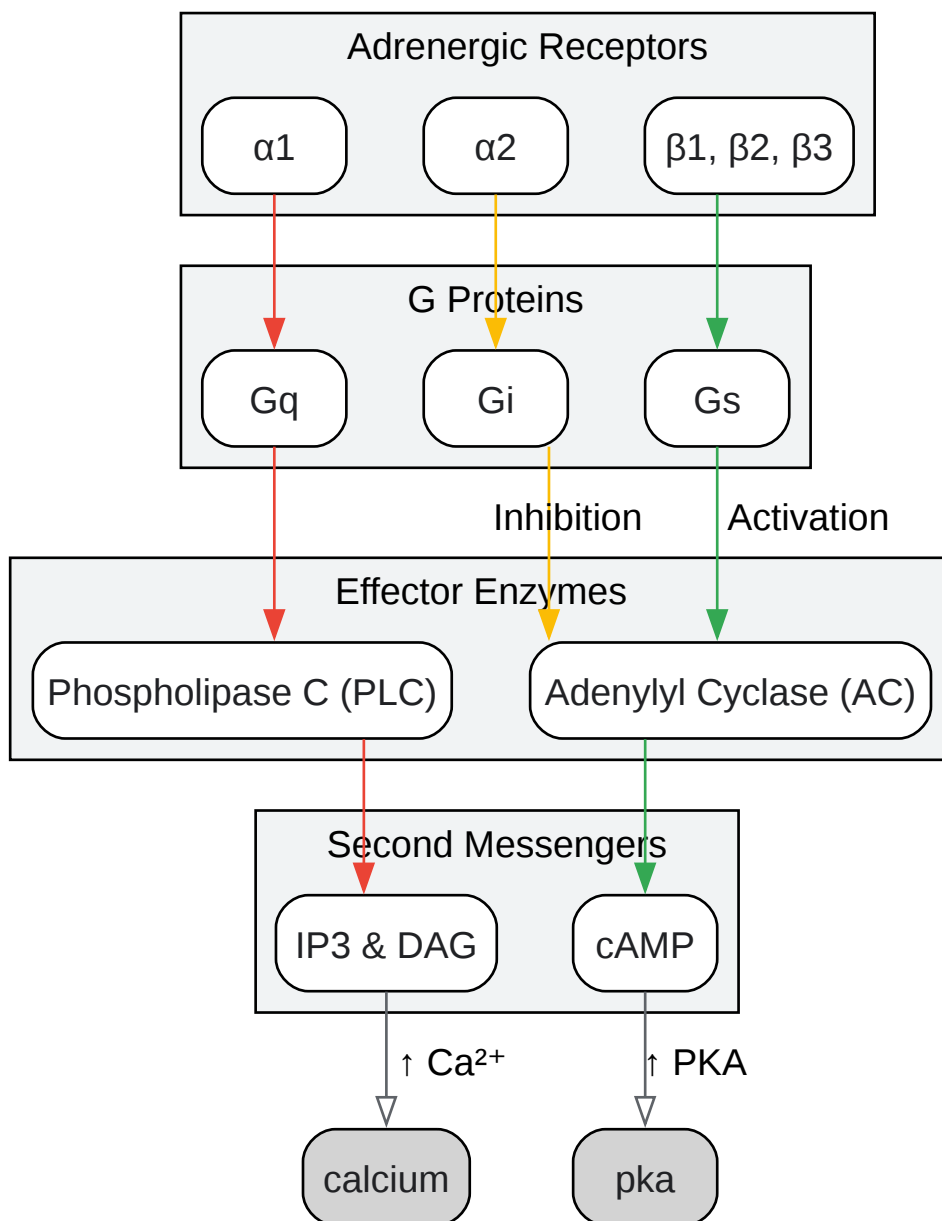 Adrenergic Receptors
α1
α2
β1, β2, β3
G Proteins
Gq
Gi
Gs
Inhibition
Activation
Effector Enzymes
Phospholipase C (PLC)
Adenylyl Cyclase (AC)
Second Messengers
IP3 & DAG
cAMP
↑ Ca²⁺
↑ PKA
calcium
pka